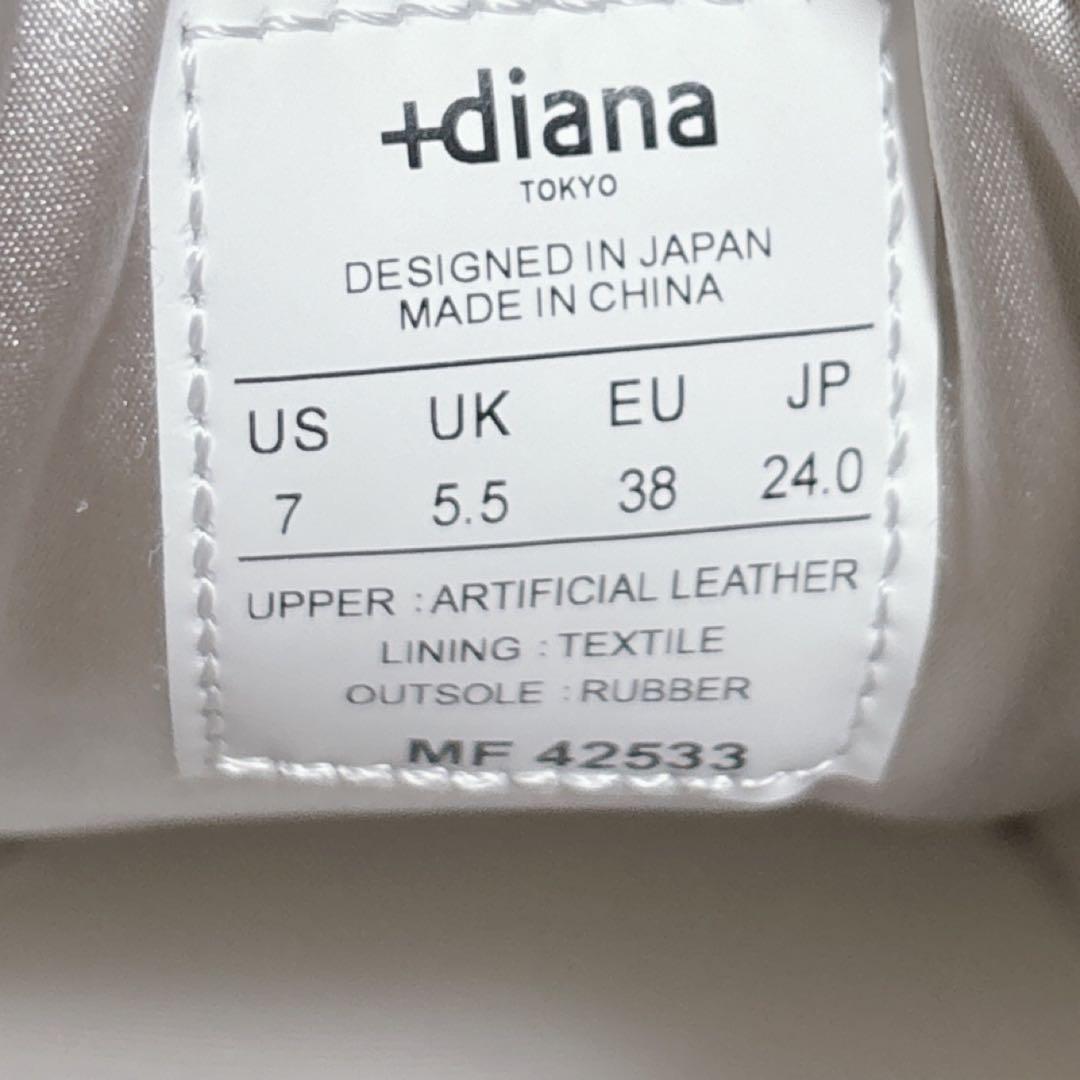 +diana
TOKYO
DESIGNED IN JAPAN
MADE IN CHINA
US UK EU JP
7 5.5 38 24.0
UPPER : ARTIFICIAL LEATHER
LINING : TEXTILE
OUTSOLE : RUBBER
MF 42533